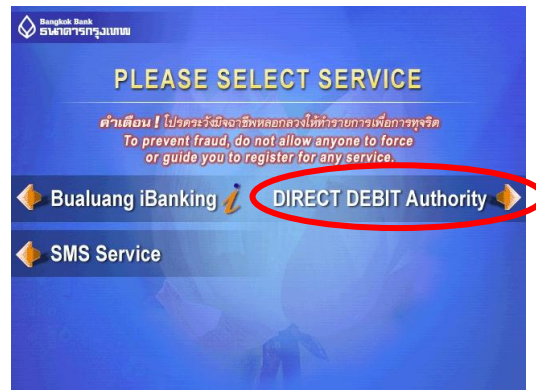 Bangkok Bank
ธนาคารกรุงเทพ
PLEASE SELECT SERVICE
คำเตือน ! โปรดระวังมิจฉาชีพหลอกลวงให้ทำรายการเพื่อการทุจริต
To prevent fraud, do not allow anyone to force
or guide you to register for any service.
Bualuang iBanking i
DIRECT DEBIT Authority
SMS Service